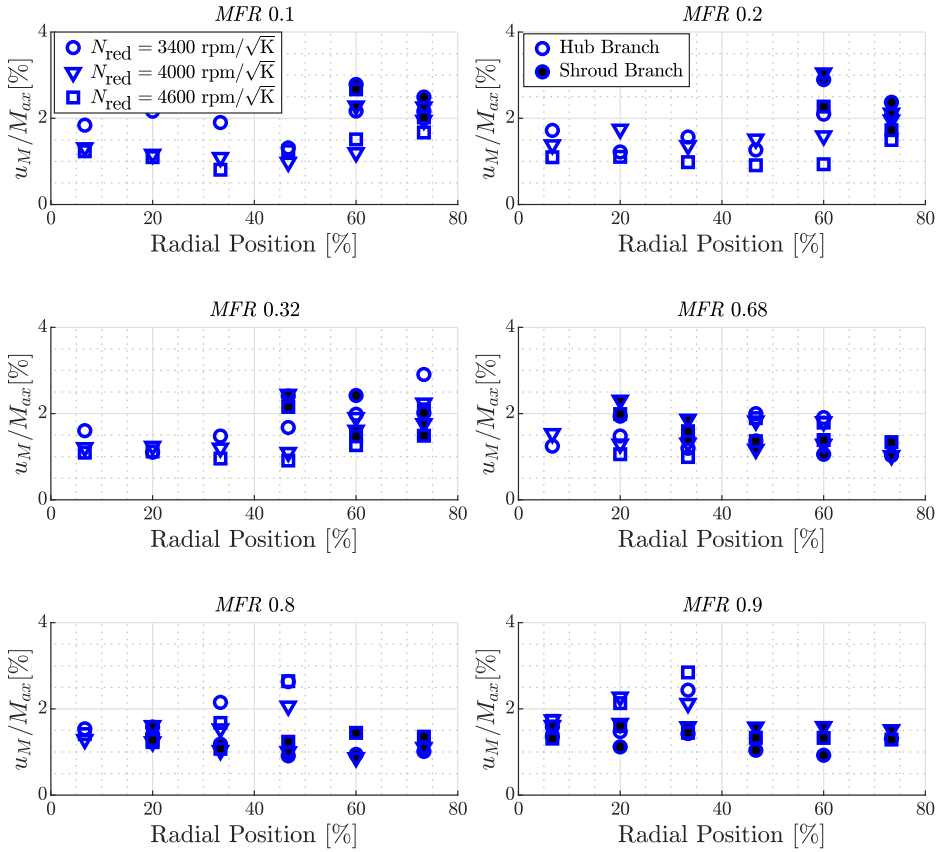 MFR 0.1
4
2
0
0 20 40 60 80
u_M/M_ax[%]
Radial Position [%]
N_red = 3400 rpm/√K
N_red = 4000 rpm/√K
N_red = 4600 rpm/√K
MFR 0.2
4
2
0
0 20 40 60 80
u_M/M_ax[%]
Radial Position [%]
Hub Branch
Shroud Branch
MFR 0.32
4
2
0
0 20 40 60 80
u_M/M_ax[%]
Radial Position [%]
MFR 0.68
4
2
0
0 20 40 60 80
u_M/M_ax[%]
Radial Position [%]
MFR 0.8
4
2
0
0 20 40 60 80
u_M/M_ax[%]
Radial Position [%]
MFR 0.9
4
2
0
0 20 40 60 80
u_M/M_ax[%]
Radial Position [%]